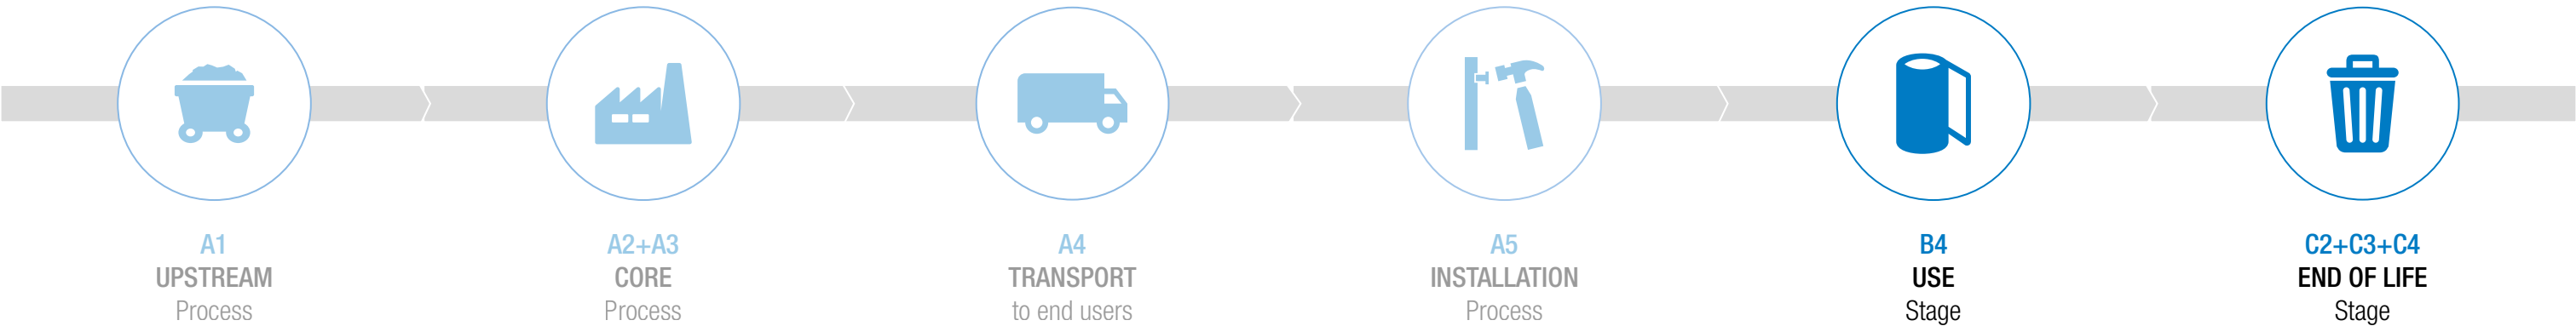 A1
UPSTREAM
Process
A2+A3
CORE
Process
A4
TRANSPORT
to end users
A5
INSTALLATION
Process
B4
USE
Stage
C2+C3+C4
END OF LIFE
Stage